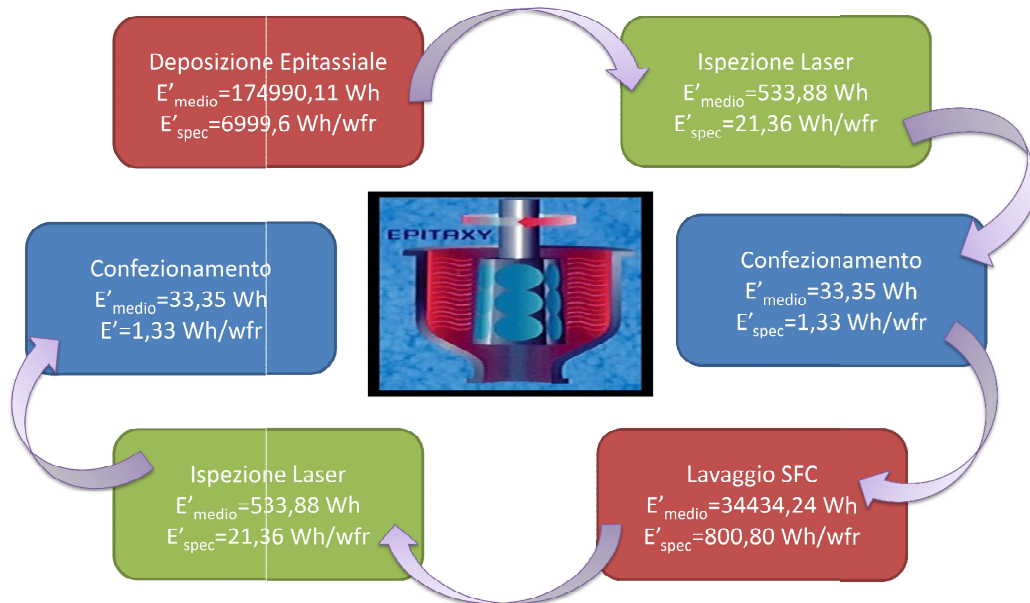 Deposizione Epitassiale
E'medio=174990,11 Wh
E'spec=6999,6 Wh/wfr
Ispezione Laser
E'medio=533,88 Wh
E'spec=21,36 Wh/wfr
Confezionamento
E'medio=33,35 Wh
E'spec=1,33 Wh/wfr
Lavaggio SFC
E'medio=34434,24 Wh
E'spec=800,80 Wh/wfr
Ispezione Laser
E'medio=533,88 Wh
E'spec=21,36 Wh/wfr
Confezionamento
E'medio=33,35 Wh
E'=1,33 Wh/wfr
EPITAXY